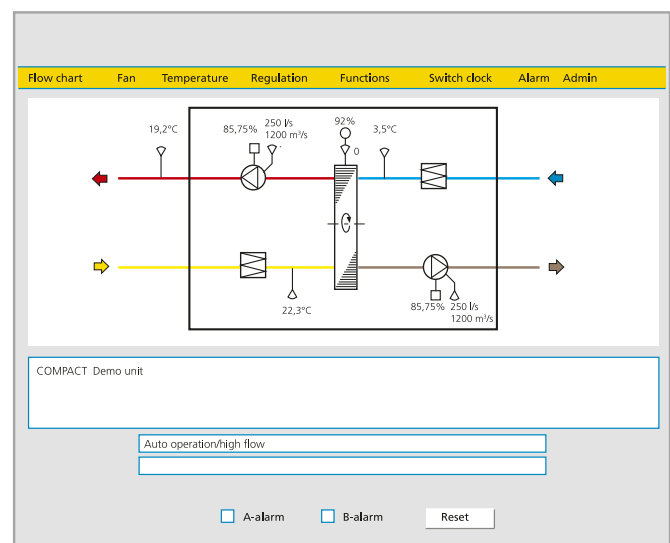 Flow chart Fan Temperature Regulation Functions Switch clock Alarm Admin
19,2°C
85,75%
250 l/s
1200 m³/s
92%
0
3,5°C
22,3°C
85,75%
250 l/s
1200 m³/s
COMPACT Demo unit
Auto operation/high flow
A-alarm B-alarm Reset